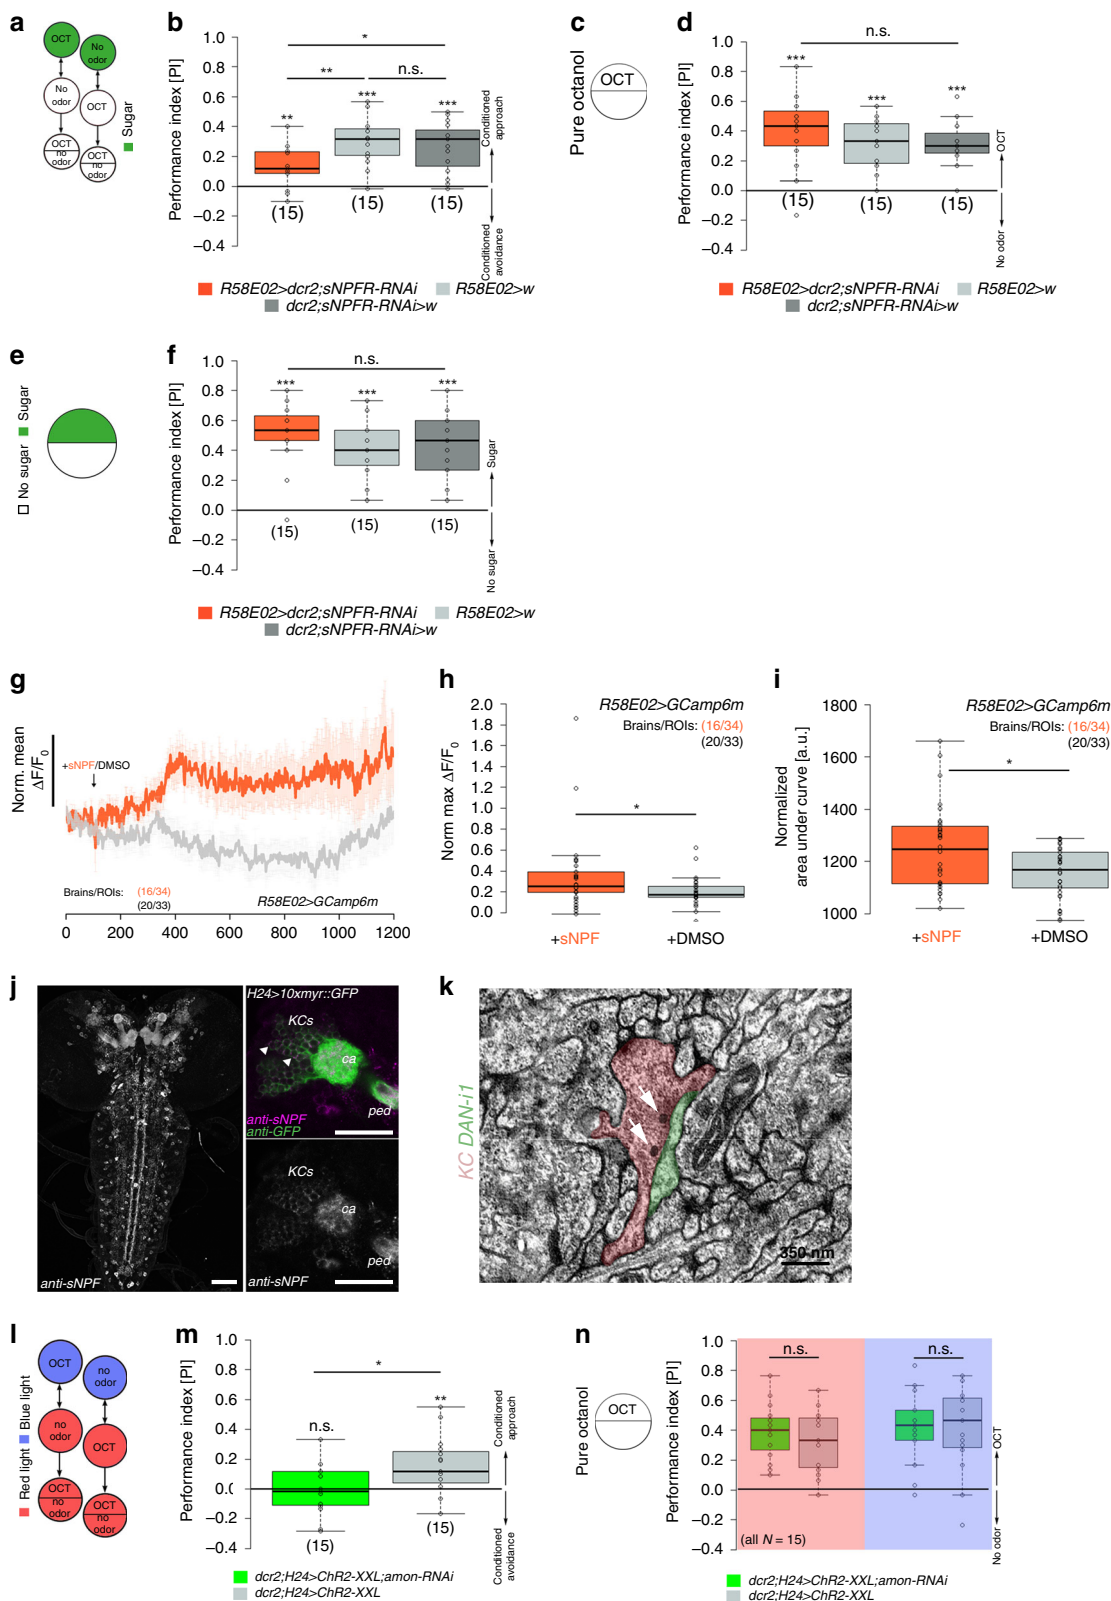 a
OCT
No odor
No odor
OCT
OCT
no odor
OCT
no odor
Sugar
b
Performance index [PI]
1.0
0.8
0.6
0.4
0.2
0.0
–0.2
–0.4
*
**
n.s.
**
***
***
(15)
(15)
(15)
Conditioned approach
Conditioned avoidance
R58E02>dcr2;sNPFR-RNAi
R58E02>w
dcr2;sNPFR-RNAi>w
c
Pure octanol
OCT
d
Performance index [PI]
1.0
0.8
0.6
0.4
0.2
0.0
–0.2
–0.4
n.s.
***
***
***
(15)
(15)
(15)
OCT
No odor
R58E02>dcr2;sNPFR-RNAi
R58E02>w
dcr2;sNPFR-RNAi>w
e
No sugar
Sugar
f
Performance index [PI]
1.0
0.8
0.6
0.4
0.2
0.0
–0.2
–0.4
n.s.
***
***
***
(15)
(15)
(15)
Sugar
No sugar
R58E02>dcr2;sNPFR-RNAi
R58E02>w
dcr2;sNPFR-RNAi>w
g
Norm. mean
ΔF/F0
+sNPF/DMSO
Brains/ROIs: (16/34)
(20/33)
R58E02>GCamp6m
0 200 400 600 800 1000 1200
h
Norm max ΔF/F0
2.0
1.8
1.6
1.4
1.2
1.0
0.8
0.6
0.4
0.2
0.0
R58E02>GCamp6m
Brains/ROIs: (16/34)
(20/33)
*
+sNPF
+DMSO
i
Normalized
area under curve [a.u.]
1800
1600
1400
1200
1000
R58E02>GCamp6m
Brains/ROIs: (16/34)
(20/33)
*
+sNPF
+DMSO
j
anti-sNPF
H24>10xmyr::GFP
KCs
ca
ped
anti-sNPF
anti-GFP
KCs
ca
ped
anti-sNPF
k
KC DAN-i1
350 nm
l
Red light
Blue light
OCT
no odor
no odor
OCT
OCT
no odor
OCT
no odor
m
Performance index [PI]
1.0
0.8
0.6
0.4
0.2
0.0
–0.2
–0.4
*
n.s.
**
(15)
(15)
Conditioned approach
Conditioned avoidance
dcr2;H24>ChR2-XXL;amon-RNAi
dcr2;H24>ChR2-XXL
n
Pure octanol
OCT
Performance index [PI]
1.0
0.8
0.6
0.4
0.2
0.0
–0.2
–0.4
n.s.
n.s.
(all N = 15)
OCT
No odor
dcr2;H24>ChR2-XXL;amon-RNAi
dcr2;H24>ChR2-XXL